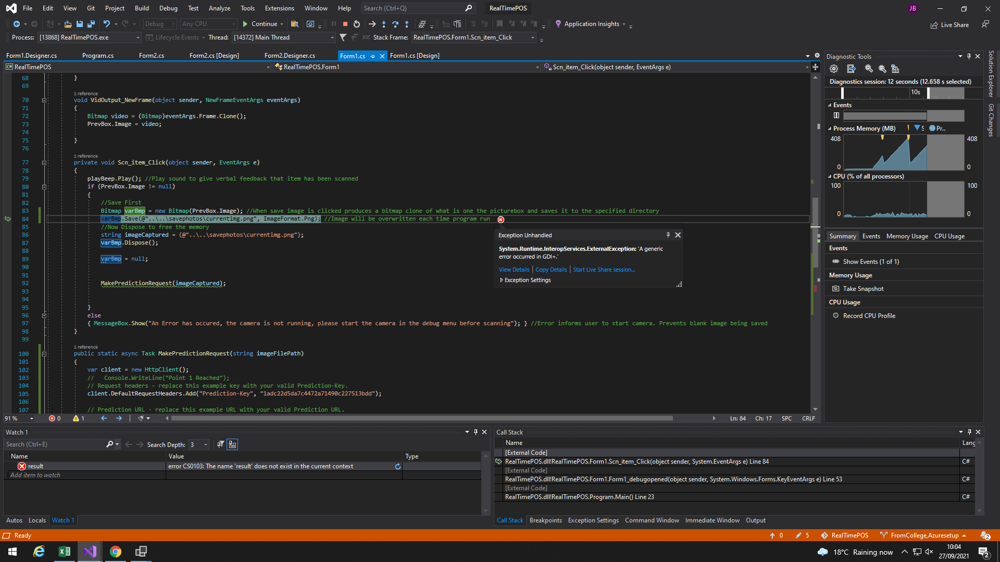 File Edit View Git Project Build Debug Test Analyze Tools Extensions Window Help Search (Ctrl+Q) RealTimePOS JB
Debug Any CPU Continue Application Insights Live Share
Process: [13868] RealTimePOS.exe Lifecycle Events Thread: [14372] Main Thread Stack Frame: RealTimePOS.Form1.Scn_item_Click
Form1.Designer.cs Program.cs Form2.cs Form2.cs [Design] Form2.Designer.cs Form1.cs Form1.cs [Design]
C# RealTimePOS RealTimePOS.Form1 Scn_item_Click(object sender, EventArgs e)
68 }
69
1 reference
70 void VidOutput_NewFrame(object sender, NewFrameEventArgs eventArgs)
71 {
72 Bitmap video = (Bitmap)eventArgs.Frame.Clone();
73 PrevBox.Image = video;
74
75 }
76
1 reference
77 private void Scn_item_Click(object sender, EventArgs e)
78 {
79 playBeep.Play(); //Play sound to give verbal feedback that item has been scanned
80 if (PrevBox.Image != null)
81 {
82 //Save First
83 Bitmap varBmp = new Bitmap(PrevBox.Image); //When save image is clicked produces a bitmap clone of what is one the picturebox and saves it to the specified directory
84 varBmp.Save(@"..\..\savephotos\currentimg.png", ImageFormat.Png); //Image will be overwritten each time program run
85 //Now Dispose to free the memory
86 string imageCaptured = (@"..\..\savephotos\currentimg.png");
87 varBmp.Dispose();
88
89 varBmp = null;
90
91
92 MakePredictionRequest(imageCaptured);
93
94
95 }
96 else
97 { MessageBox.Show("An Error has occured, the camera is not running, please start the camera in the debug menu before scanning"); } //Error informs user to start camera. Prevents blank image being saved
98 }
99
1 reference
100 public static async Task MakePredictionRequest(string imageFilePath)
101 {
102 var client = new HttpClient();
103 // Console.WriteLine("Point 1 Reached");
104 // Request headers - replace this example key with your valid Prediction-Key.
105 client.DefaultRequestHeaders.Add("Prediction-Key", "1adc22d5da7c4472a71490c227513bdd");
106
107 // Prediction URL - replace this example URL with your valid Prediction URL.
Exception Unhandled
System.Runtime.InteropServices.ExternalException: 'A generic
error occurred in GDI+.'
View Details Copy Details Start Live Share session...
Exception Settings
91 % 0 1 Ln: 84 Ch: 17 SPC CRLF
Diagnostic Tools
Diagnostics session: 12 seconds (12.658 s selected)
10s
Events
Process Memory (MB) S Pr...
408 408
0 0
CPU (% of all processors)
100 100
0 0
Summary Events Memory Usage CPU Usage
Events
Show Events (1 of 1)
Memory Usage
Take Snapshot
CPU Usage
Record CPU Profile
Solution Explorer
Git Changes
Watch 1
Search (Ctrl+E) Search Depth: 3
Name Value Type
result error CS0103: The name 'result' does not exist in the current context
Add item to watch
Autos Locals Watch 1
Call Stack
Name Lang
[External Code]
RealTimePOS.dll!RealTimePOS.Form1.Scn_item_Click(object sender, System.EventArgs e) Line 84 C#
[External Code]
RealTimePOS.dll!RealTimePOS.Form1.Form1_debugopened(object sender, System.Windows.Forms.KeyEventArgs e) Line 53 C#
[External Code]
RealTimePOS.dll!RealTimePOS.Program.Main() Line 23 C#
Call Stack Breakpoints Exception Settings Command Window Immediate Window Output
Ready 0 5 RealTimePOS FromCollege,Azuresetup 2
18°C Raining now 10:04
27/09/2021 2